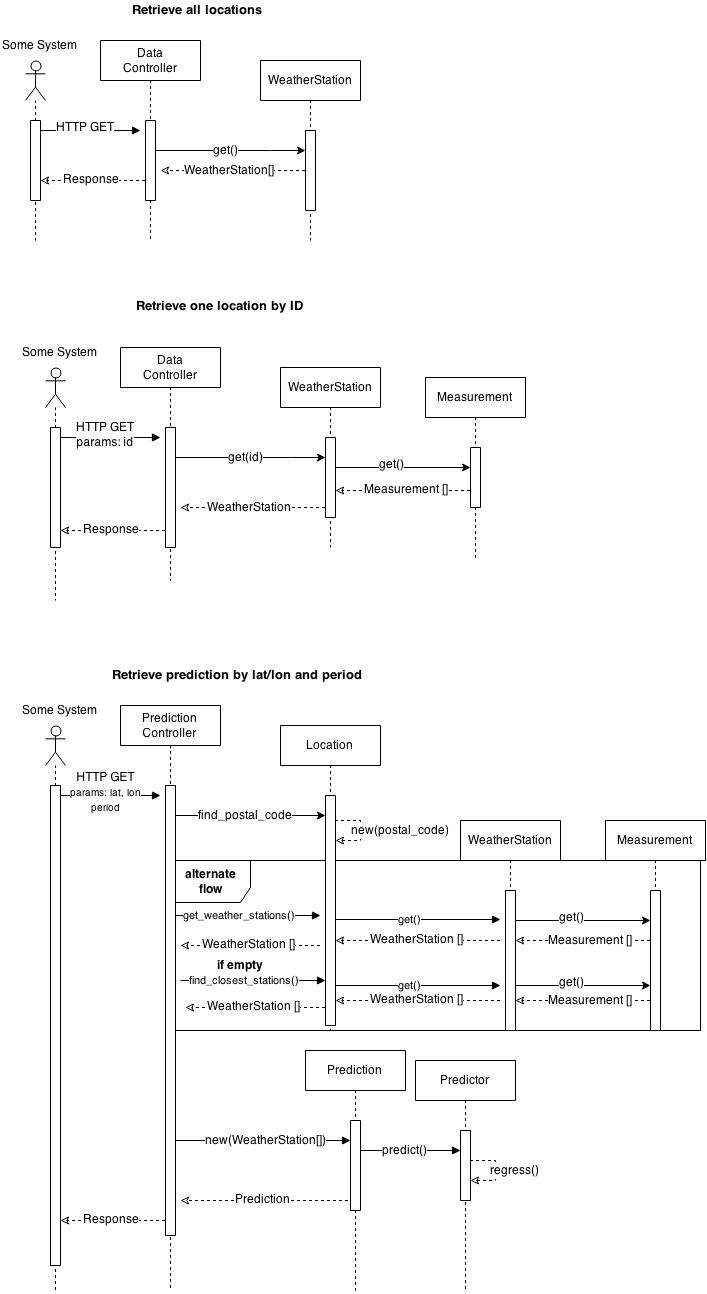 Retrieve all locations
Some System
Data
Controller
WeatherStation
HTTP GET
get()
WeatherStation[]
Response
Retrieve one location by ID
Some System
Data
Controller
WeatherStation
Measurement
HTTP GET
params: id
get(id)
get()
Measurement []
WeatherStation
Response
Retrieve prediction by lat/lon and period
Some System
Prediction
Controller
Location
HTTP GET
params: lat, lon
period
find_postal_code
new(postal_code)
WeatherStation
Measurement
alternate
flow
get_weather_stations()
get()
get()
WeatherStation []
WeatherStation []
Measurement []
if empty
find_closest_stations()
get()
get()
WeatherStation []
WeatherStation []
Measurement []
Prediction
Predictor
new(WeatherStation[])
predict()
regress()
Prediction
Response